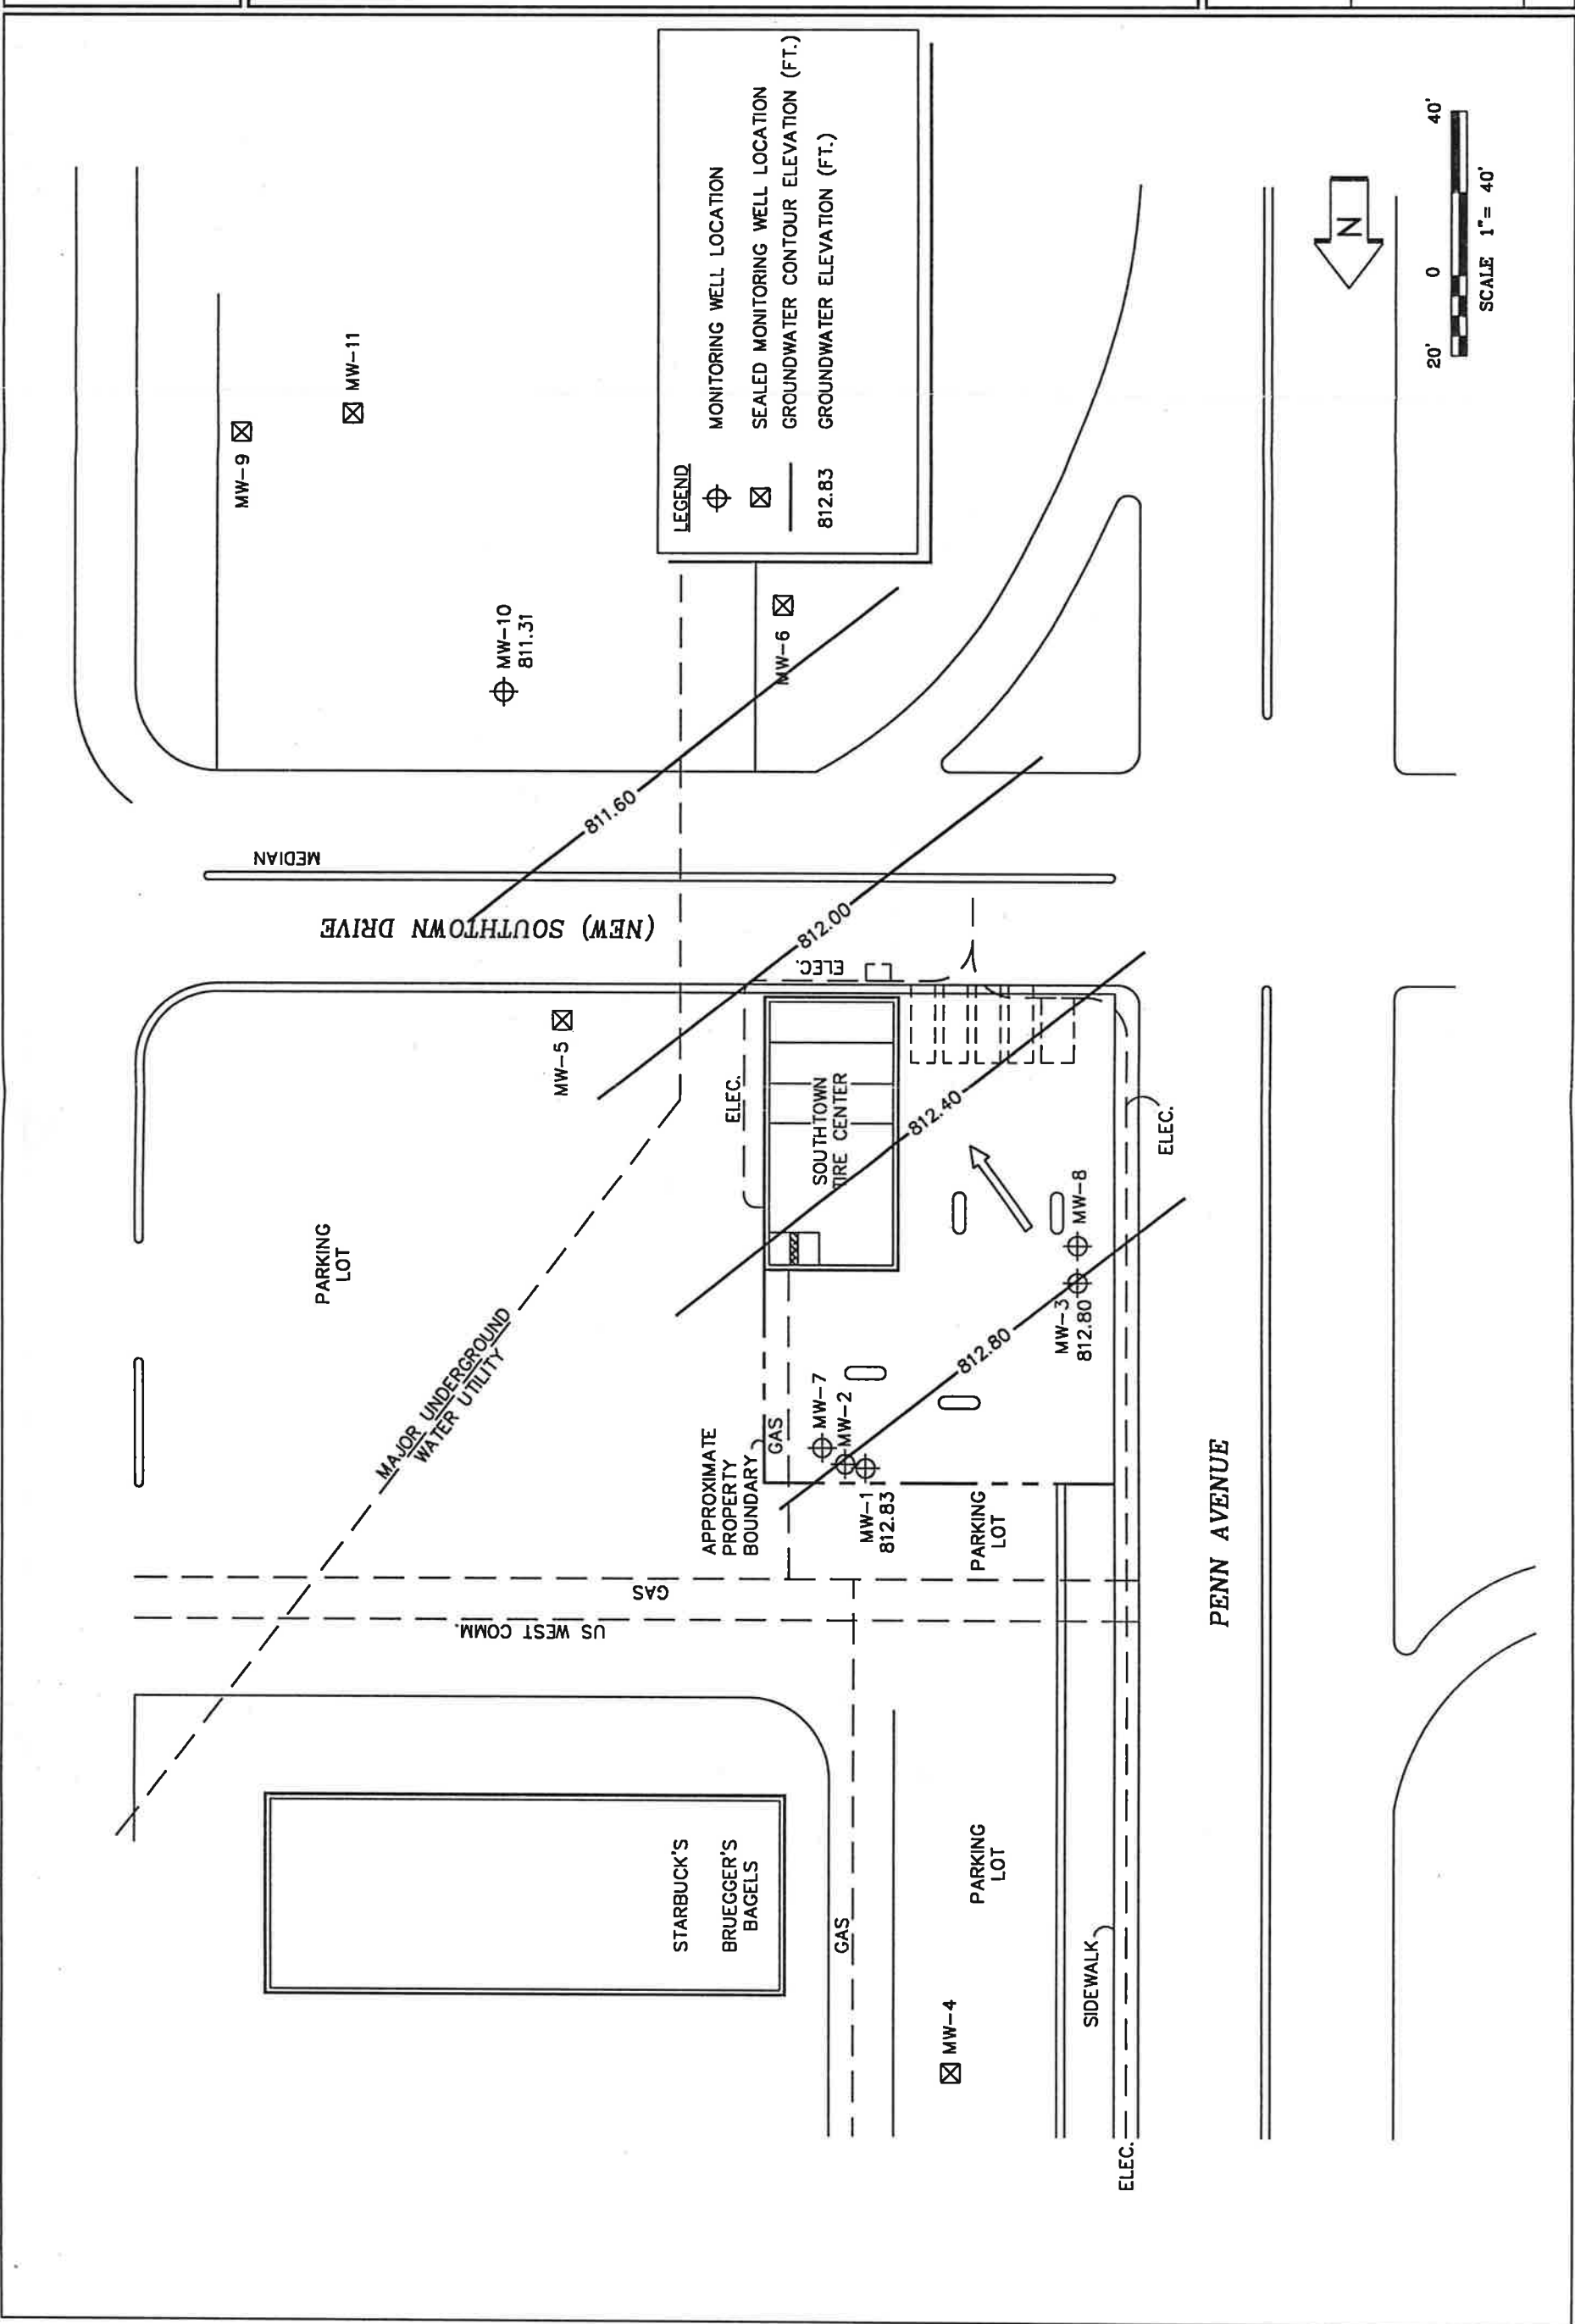 MW-9
MW-11
MW-10
811.31
LEGEND
MONITORING WELL LOCATION
SEALED MONITORING WELL LOCATION
GROUNDWATER CONTOUR ELEVATION (FT.)
812.83 GROUNDWATER ELEVATION (FT.)
MW-6
N
20' 0 40'
SCALE 1"= 40'
811.60
MEDIAN
(NEW) SOUTHTOWN DRIVE
812.00
ELEC.
MW-5
ELEC.
SOUTHTOWN
TIRE CENTER
812.40
ELEC.
PARKING
LOT
MAJOR UNDERGROUND
WATER UTILITY
812.80
MW-8
MW-3
812.80
MW-7
MW-2
MW-1
812.83
GAS
APPROXIMATE
PROPERTY
BOUNDARY
PARKING
LOT
PENN AVENUE
GAS
US WEST COMM.
STARBUCK'S
BRUEGGER'S
BAGELS
GAS
PARKING
LOT
MW-4
SIDEWALK
ELEC.